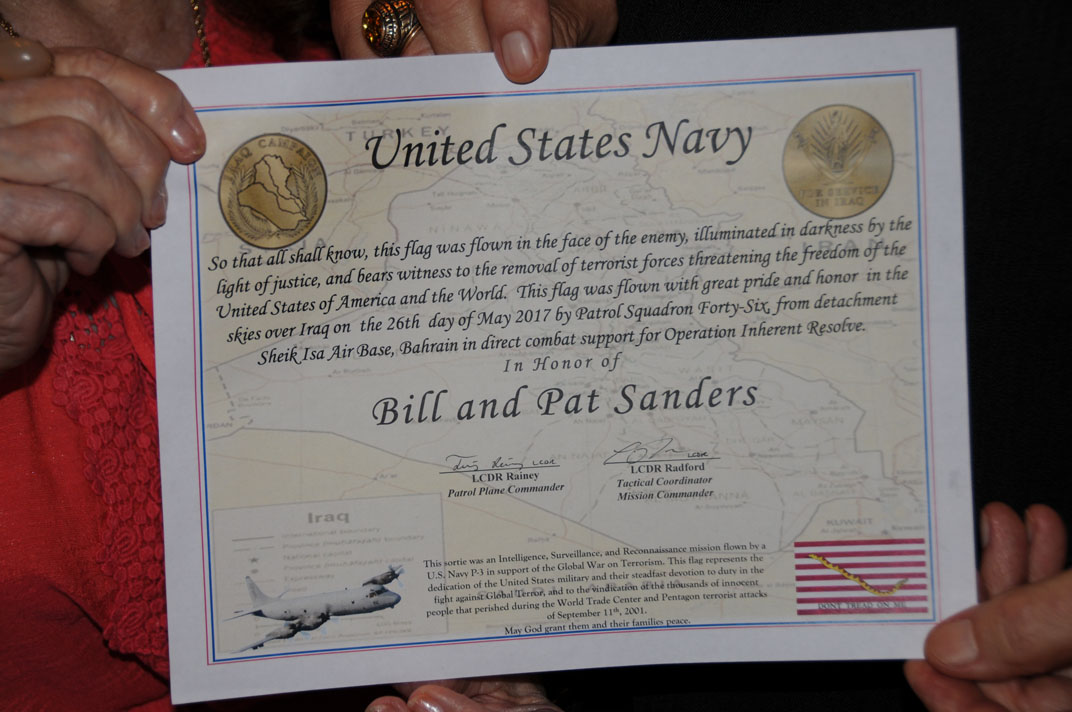 United States Navy
IRAQ CAMPAIGN
FOR SERVICE
IN IRAQ
TURKEY
So that all shall know, this flag was flown in the face of the enemy, illuminated in darkness by the
light of justice, and bears witness to the removal of terrorist forces threatening the freedom of the
United States of America and the World. This flag was flown with great pride and honor in the
skies over Iraq on the 26th day of May 2017 by Patrol Squadron Forty-Six, from detachment
Sheik Isa Air Base, Bahrain in direct combat support for Operation Inherent Resolve.
In Honor of
Bill and Pat Sanders
LCDR Rainey
Patrol Plane Commander
LCDR Radford
Tactical Coordinator
Mission Commander
Iraq
International boundary
National capital
Expressway
KUWAIT
This sortie was an Intelligence, Surveillance, and Reconnaissance mission flown by a
U.S. Navy P-3 in support of the Global War on Terrorism. This flag represents the
dedication of the United States military and their steadfast devotion to duty in the
fight against Global Terror, and to the vindication of the thousands of innocent
people that perished during the World Trade Center and Pentagon terrorist attacks
of September 11th, 2001.
May God grant them and their families peace.
DONT TREAD ON ME